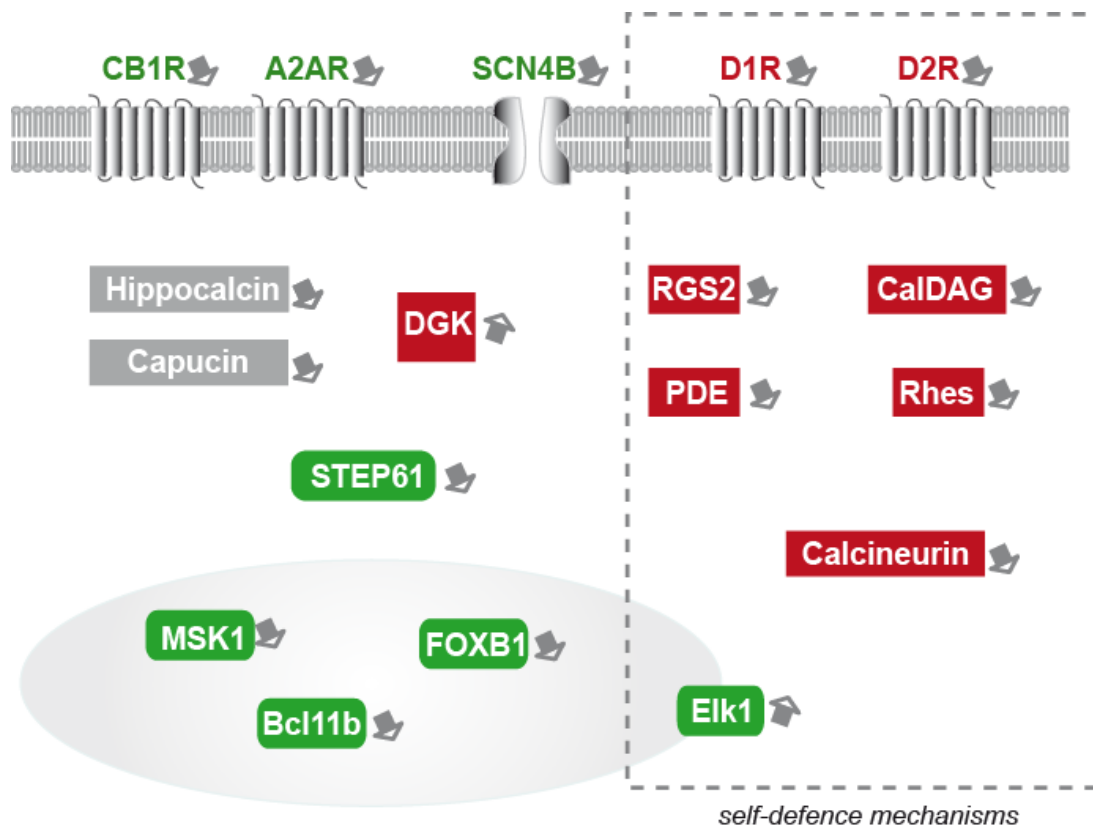 CB1R
A2AR
SCN4B
D1R
D2R
Hippocalcin
DGK
RGS2
CalDAG
Capucin
PDE
Rhes
STEP61
Calcineurin
MSK1
FOXB1
Bcl11b
Elk1
self-defence mechanisms